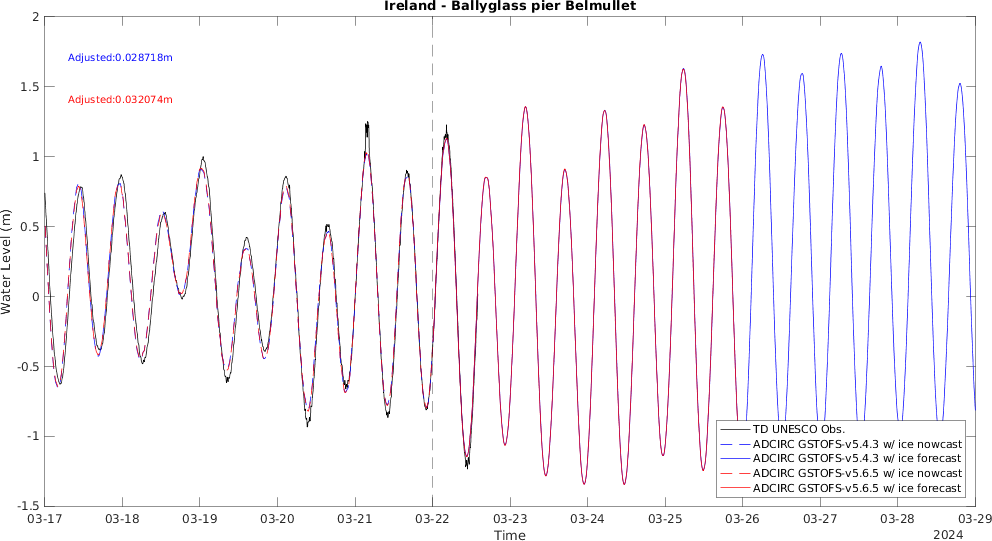 Ireland - Ballyglass pier Belmullet
Adjusted:0.028718m
Adjusted:0.032074m
Water Level (m)
2
1.5
1
0.5
0
-0.5
-1
-1.5
TD UNESCO Obs.
ADCIRC GSTOFS-v5.4.3 w/ ice nowcast
ADCIRC GSTOFS-v5.4.3 w/ ice forecast
ADCIRC GSTOFS-v5.6.5 w/ ice nowcast
ADCIRC GSTOFS-v5.6.5 w/ ice forecast
03-17 03-18 03-19 03-20 03-21 03-22 03-23 03-24 03-25 03-26 03-27 03-28 03-29
Time
2024